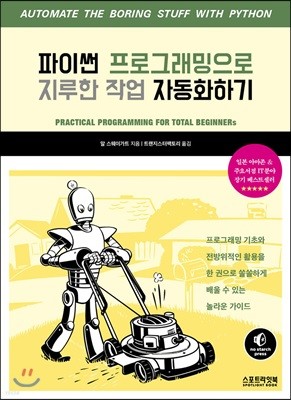 AUTOMATE THE BORING STUFF WITH PYTHON
파이썬 프로그래밍으로
지루한 작업 자동화하기
PRACTICAL PROGRAMMING FOR TOTAL BEGINNERs
알 스웨이가트 지음 | 트랜지스터팩토리 옮김
일본 아마존 &
주요서점 IT분야
장기 베스트셀러
★★★★★
프로그래밍 기초와
전방위적인 활용을
한 권으로 쏠쏠하게
배울 수 있는
놀라운 가이드
no starch
press
스포트라잇북
SPOTLIGHT BOOK
YES24